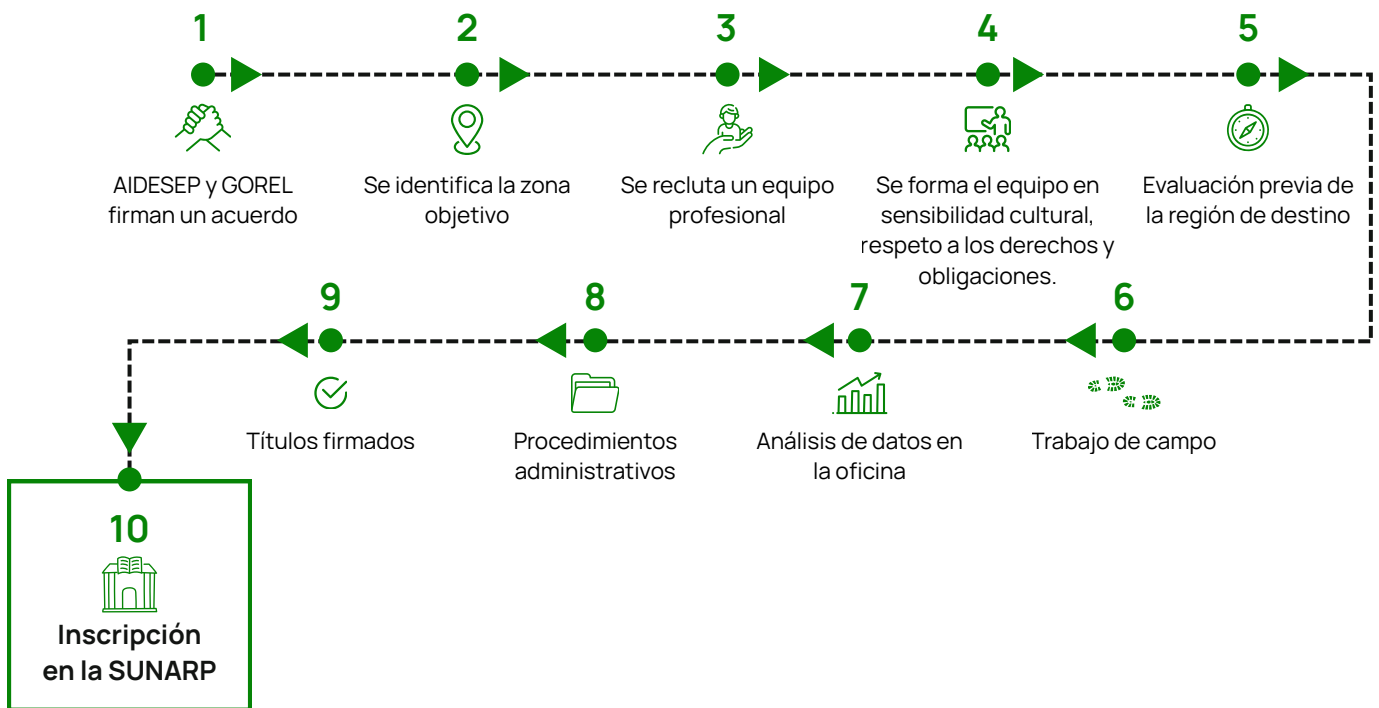 1
AIDESEP y GOREL
firman un acuerdo
2
Se identifica la zona
objetivo
3
Se recluta un equipo
profesional
4
Se forma el equipo en
sensibilidad cultural,
respeto a los derechos y
obligaciones.
5
Evaluación previa de
la región de destino
6
Trabajo de campo
7
Análisis de datos en
la oficina
8
Procedimientos
administrativos
9
Títulos firmados
10
Inscripción
en la SUNARP